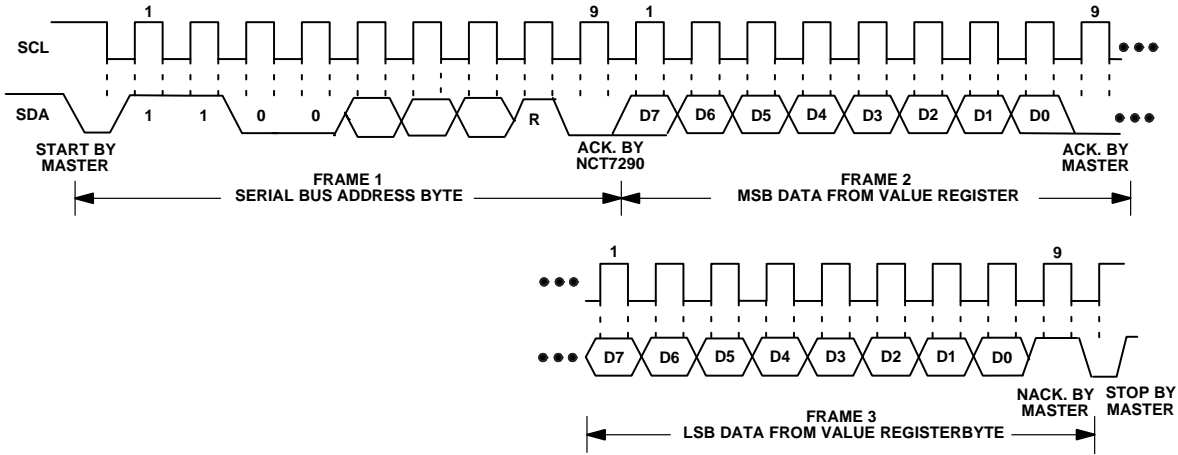 1 9 1 9
SCL
SDA 1 1 0 0 R D7 D6 D5 D4 D3 D2 D1 D0
START BY
MASTER
ACK. BY
NCT7290
ACK. BY
MASTER
FRAME 1
SERIAL BUS ADDRESS BYTE
FRAME 2
MSB DATA FROM VALUE REGISTER
1 9
D7 D6 D5 D4 D3 D2 D1 D0
NACK. BY
MASTER
STOP BY
MASTER
FRAME 3
LSB DATA FROM VALUE REGISTERBYTE